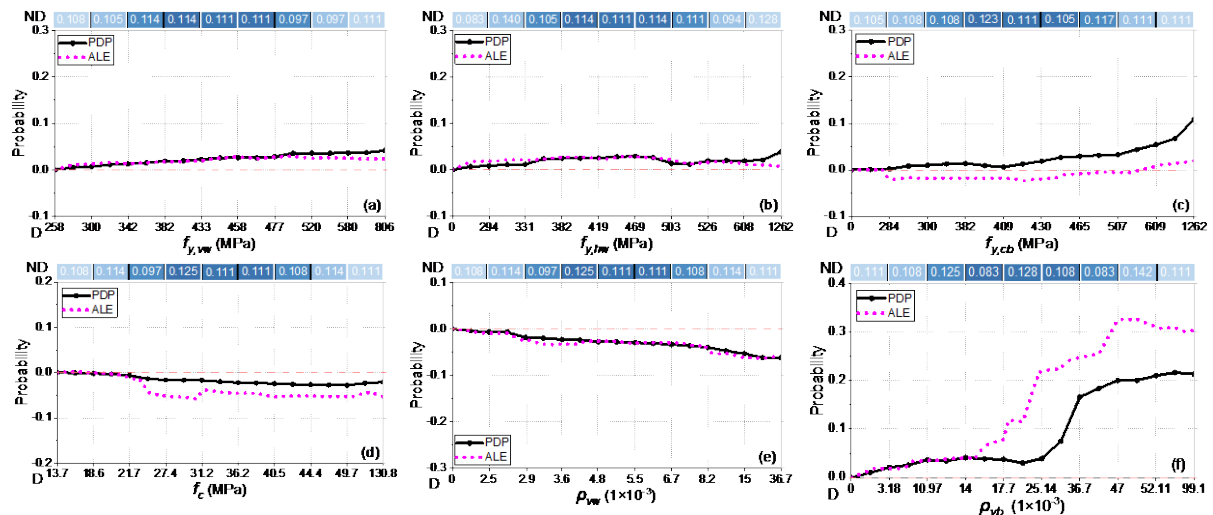 ND 0.108 0.114 0.114 0.114 0.111 0.111 0.097 0.097 0.111
0.3
PDP
ALE
0.2
0.1
0.0
-0.1
Probability
(a)
D
258 300 342 382 433 458 477 520 580 806
f_y,vw (MPa)
ND 0.083 0.140 0.105 0.114 0.114 0.114 0.111 0.094 0.128
0.3
PDP
ALE
0.2
0.1
0.0
-0.1
Probability
(b)
D
0 294 300 382 419 469 503 526 608 1262
(MPa)
ND 0.105 0.108 0.108 0.123 0.111 0.105 0.117 0.111 0.111
0.3
PDP
ALE
0.2
0.1
0.0
-0.1
Probability
(c)
D
0 284 300 382 409 430 465 507 609 1262
f_y,cb (MPa)
ND 0.108 0.114 0.097 0.125 0.111 0.111 0.108 0.114 0.111
0.2
PDP
ALE
0.1
0.0
-0.1
0.2
Probability
(d)
D
13.7 18.6 21.7 27.4 31.2 36.2 40.5 44.4 49.7 130.8
f_c (MPa)
ND 0.108 0.114 0.097 0.125 0.111 0.111 0.108 0.114 0.111
0.1
0.0
-0.1
-0.2
-0.3
Probability
PDP
ALE
(e)
D
0 2.5 2.9 3.6 4.8 5.5 6.7 8.2 15 36.7
ρ_vw (1×10⁻³)
ND 0.111 0.108 0.125 0.083 0.128 0.108 0.083 0.142 0.111
0.4
PDP
ALE
0.3
0.2
0.1
0.0
Probability
(f)
D
0 3.18 10.97 14 17.7 25.14 36.7 47 52.11 99.1
ρ_vb (1×10⁻³)